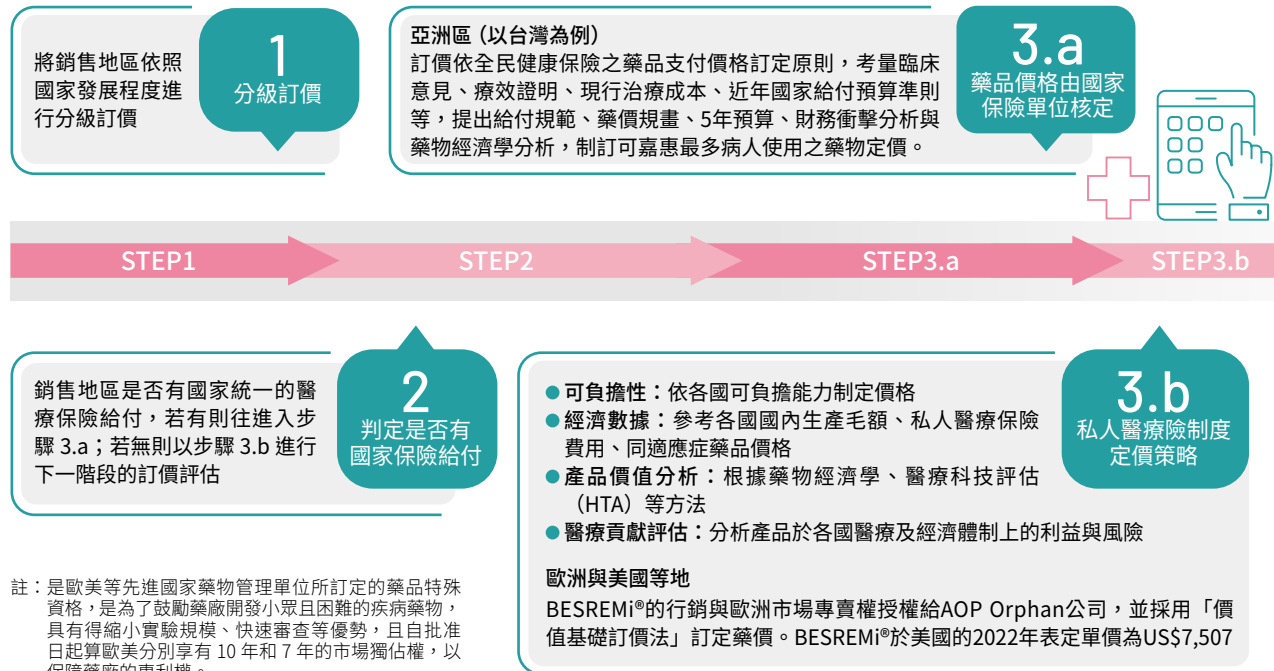 將銷售地區依照
國家發展程度進
行分級訂價
1
分級訂價
亞洲區（以台灣為例）
訂價依全民健康保險之藥品支付價格訂定原則，考量臨床
意見、療效證明、現行治療成本、近年國家給付預算準則
等，提出給付規範、藥價規畫、5年預算、財務衝擊分析與
藥物經濟學分析，制訂可嘉惠最多病人使用之藥物定價。
3.a
藥品價格由國家
保險單位核定
STEP1
STEP2
STEP3.a
STEP3.b
銷售地區是否有國家統一的醫
療保險給付，若有則往進入步
驟 3.a；若無則以步驟 3.b 進行
下一階段的訂價評估
2
判定是否有
國家保險給付
●可負擔性：依各國可負擔能力制定價格
●經濟數據：參考各國國內生產毛額、私人醫療保險
費用、同適應症藥品價格
●產品價值分析：根據藥物經濟學、醫療科技評估
（HTA）等方法
●醫療貢獻評估：分析產品於各國醫療及經濟體制上的利益與風險
歐洲與美國等地
BESREMi®的行銷與歐洲市場專賣權授權給AOP Orphan公司，並採用「價
值基礎訂價法」訂定藥價。BESREMi®於美國的2022年表定單價為US$7,507
3.b
私人醫療險制度
定價策略
註：是歐美等先進國家藥物管理單位所訂定的藥品特殊
資格，是為了鼓勵藥廠開發小眾且困難的疾病藥物，
具有得縮小實驗規模、快速審查等優勢，且自批准
日起算歐美分別享有 10 年和 7 年的市場獨佔權，以
保障藥廠的專利權。